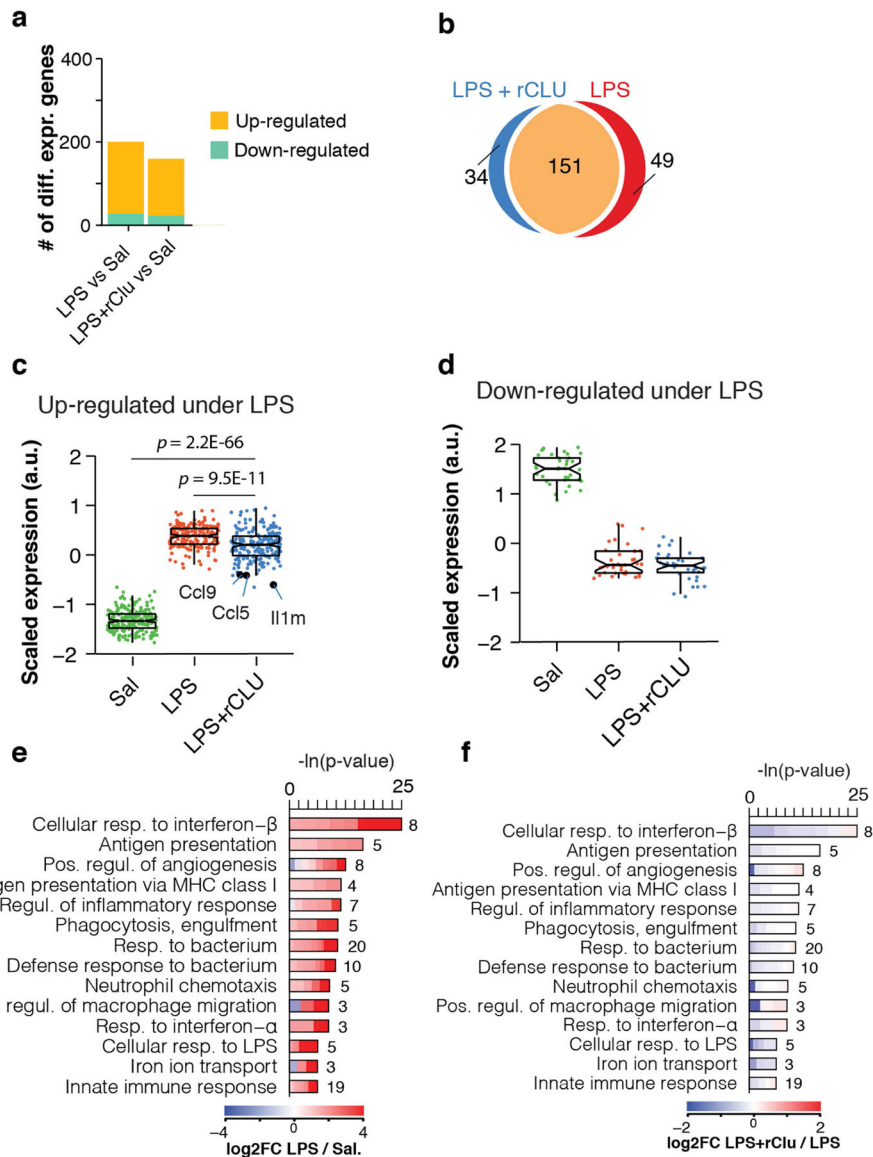 a
# of diff. expr. genes
400
200
0
Up-regulated
Down-regulated
LPS vs Sal
LPS+rClu vs Sal
b
LPS + rCLU
LPS
34
151
49
c
Up-regulated under LPS
Scaled expression (a.u.)
p = 2.2E-66
p = 9.5E-11
2
1
0
−1
−2
Ccl9
Ccl5
Il1rn
Sal
LPS
LPS+rCLU
d
Down-regulated under LPS
Scaled expression (a.u.)
2
1
0
−1
−2
Sal
LPS
LPS+rCLU
e
-ln(p-value)
0 25
Cellular resp. to interferon−β 8
Antigen presentation 5
Pos. regul. of angiogenesis 8
gen presentation via MHC class I 4
Regul. of inflammatory response 7
Phagocytosis, engulfment 5
Resp. to bacterium 20
Defense response to bacterium 10
Neutrophil chemotaxis 5
regul. of macrophage migration 3
Resp. to interferon−α 3
Cellular resp. to LPS 5
Iron ion transport 3
Innate immune response 19
−4 0 4
log2FC LPS / Sal.
f
-ln(p-value)
0 25
Cellular resp. to interferon−β 8
Antigen presentation 5
Pos. regul. of angiogenesis 8
Antigen presentation via MHC class I 4
Regul. of inflammatory response 7
Phagocytosis, engulfment 5
Resp. to bacterium 20
Defense response to bacterium 10
Neutrophil chemotaxis 5
Pos. regul. of macrophage migration 3
Resp. to interferon−α 3
Cellular resp. to LPS 5
Iron ion transport 3
Innate immune response 19
−2 0 2
log2FC LPS+rClu / LPS